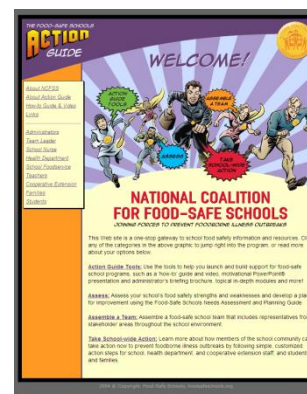 THE FOOD-SAFE SCHOOLS
ACTION
GUIDE
WELCOME!
ACTION GUIDE TOOLS
ASSEMBLE A TEAM
ASSESS
TAKE SCHOOL-WIDE ACTION
About NCFSS
About Action Guide
How-to Guide & Video
Links
Administrators
Team Leader
School Nurse
Health Department
School Foodservice
Teachers
Cooperative Extension
Families
Students
NATIONAL COALITION
FOR FOOD-SAFE SCHOOLS
JOINING FORCES TO PREVENT FOODBORNE ILLNESS OUTBREAKS
This Web site is a one-stop gateway to school food safety information and resources.
any of the categories in the above graphic to jump right into the program, or read more
about your options below.
Action Guide Tools: Use the tools to help you launch and build support for food-safe
school programs, such as a how-to guide and video, motivational PowerPoint®
presentation and administrator's briefing brochure, topical in-depth modules and more!
Assess: Assess your school's food safety strengths and weaknesses and develop a plan
for improvement using the Food-Safe Schools Needs Assessment and Planning Guide.
Assemble a Team: Assemble a food-safe school team that includes representatives from
stakeholder areas throughout the school environment.
Take School-wide Action: Learn more about how members of the school community can
take action now to prevent foodborne illness outbreaks by following simple, customized
action steps for school, health department, and cooperative extension staff, and students
and families.